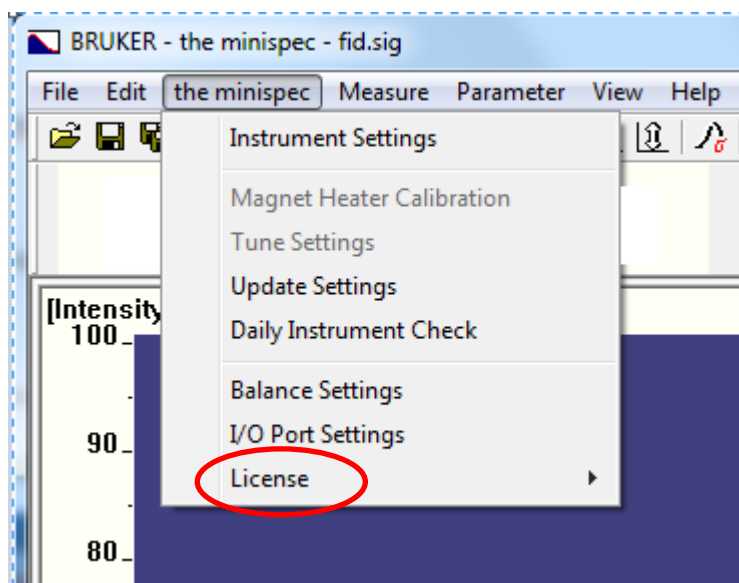 BRUKER - the minispec - fid.sig
File Edit the minispec Measure Parameter View Help
Instrument Settings
Magnet Heater Calibration
Tune Settings
Update Settings
Daily Instrument Check
Balance Settings
I/O Port Settings
License
[Intensity
100
90
80